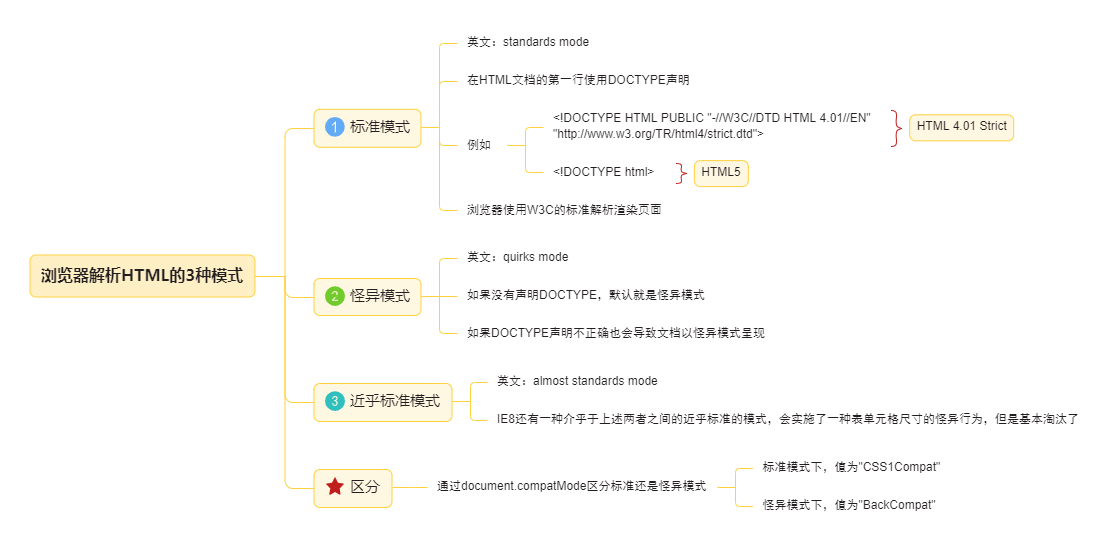 浏览器解析HTML的3种模式
1 标准模式
英文：standards mode
在HTML文档的第一行使用DOCTYPE声明
例如
<!DOCTYPE HTML PUBLIC "-//W3C//DTD HTML 4.01//EN"
"http://www.w3.org/TR/html4/strict.dtd">
HTML 4.01 Strict
<!DOCTYPE html>
HTML5
浏览器使用W3C的标准解析渲染页面
2 怪异模式
英文：quirks mode
如果没有声明DOCTYPE，默认就是怪异模式
如果DOCTYPE声明不正确也会导致文档以怪异模式呈现
3 近乎标准模式
英文：almost standards mode
IE8还有一种介乎于上述两者之间的近乎标准的模式，会实施了一种表单元格尺寸的怪异行为，但是基本淘汰了
区分
通过document.compatMode区分标准还是怪异模式
标准模式下，值为"CSS1Compat"
怪异模式下，值为"BackCompat"